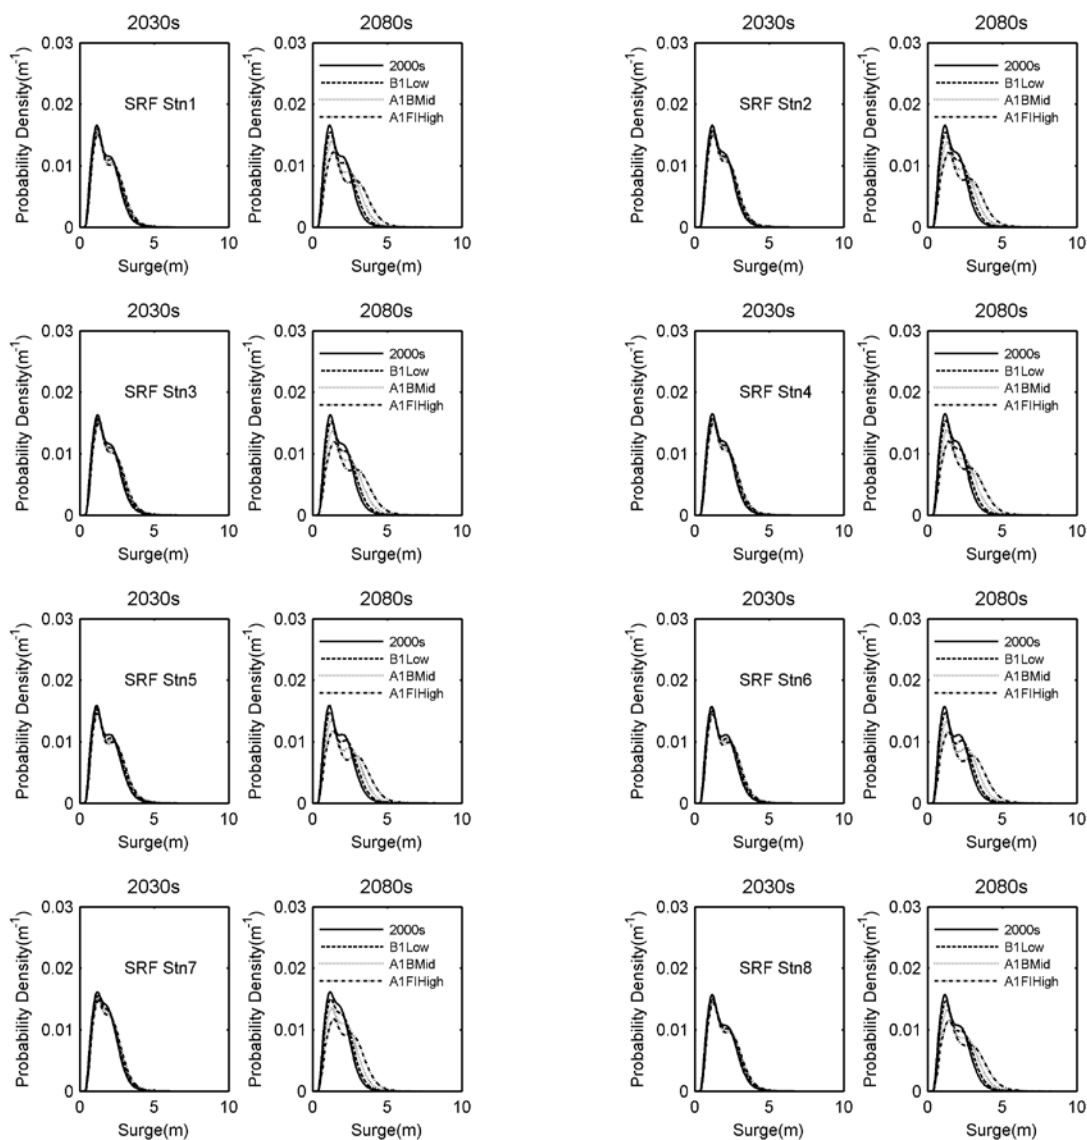 2030s
2080s
2030s
2080s
Probability Density(m-1)
0.03
0.02
0.01
0
SRF Stn1
0 5 10
Surge(m)
Probability Density(m-1)
0.03
0.02
0.01
0
2000s
B1Low
A1BMid
A1FIHigh
0 5 10
Surge(m)
Probability Density(m-1)
0.03
0.02
0.01
0
SRF Stn2
0 5 10
Surge(m)
Probability Density(m-1)
0.03
0.02
0.01
0
2000s
B1Low
A1BMid
A1FIHigh
0 5 10
Surge(m)
2030s
2080s
2030s
2080s
Probability Density(m-1)
0.03
0.02
0.01
0
SRF Stn3
0 5 10
Surge(m)
Probability Density(m-1)
0.03
0.02
0.01
0
2000s
B1Low
A1BMid
A1FIHigh
0 5 10
Surge(m)
Probability Density(m-1)
0.03
0.02
0.01
0
SRF Stn4
0 5 10
Surge(m)
Probability Density(m-1)
0.03
0.02
0.01
0
2000s
B1Low
A1BMid
A1FIHigh
0 5 10
Surge(m)
2030s
2080s
2030s
2080s
Probability Density(m-1)
0.03
0.02
0.01
0
SRF Stn5
0 5 10
Surge(m)
Probability Density(m-1)
0.03
0.02
0.01
0
2000s
B1Low
A1BMid
A1FIHigh
0 5 10
Surge(m)
Probability Density(m-1)
0.03
0.02
0.01
0
SRF Stn6
0 5 10
Surge(m)
Probability Density(m-1)
0.03
0.02
0.01
0
2000s
B1Low
A1BMid
A1FIHigh
0 5 10
Surge(m)
2030s
2080s
2030s
2080s
Probability Density(m-1)
0.03
0.02
0.01
0
SRF Stn7
0 5 10
Surge(m)
Probability Density(m-1)
0.03
0.02
0.01
0
2000s
B1Low
A1BMid
A1FIHigh
0 5 10
Surge(m)
Probability Density(m-1)
0.03
0.02
0.01
0
SRF Stn8
0 5 10
Surge(m)
Probability Density(m-1)
0.03
0.02
0.01
0
2000s
B1Low
A1BMid
A1FIHigh
0 5 10
Surge(m)